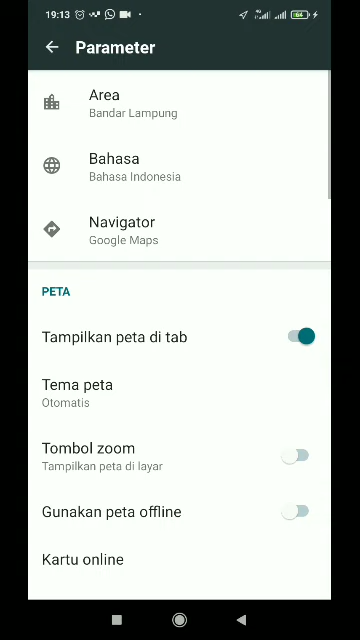 19:13
4G
64
Parameter
Area
Bandar Lampung
Bahasa
Bahasa Indonesia
Navigator
Google Maps
PETA
Tampilkan peta di tab
Tema peta
Otomatis
Tombol zoom
Tampilkan peta di layar
Gunakan peta offline
Kartu online